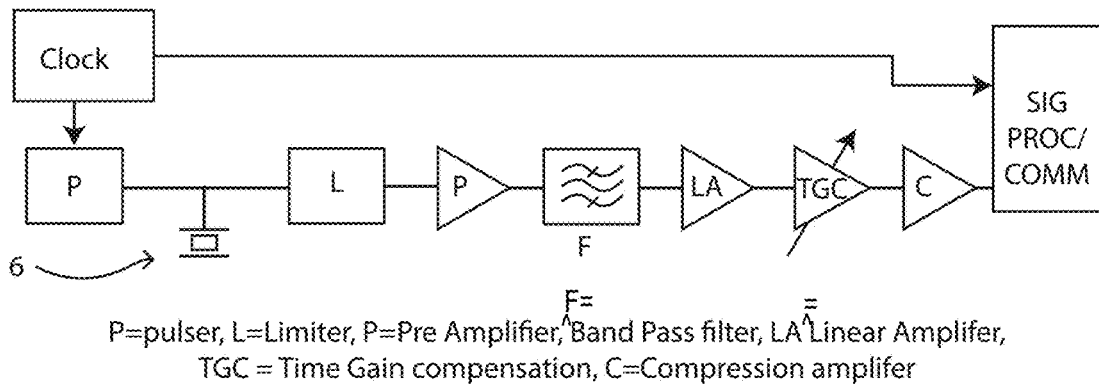 Clock
SIG
PROC/
COMM
P
L
P
LA
TGC
C
F
6
F=
=
P=pulser, L=Limiter, P=Pre Amplifier,^Band Pass filter, LA^Linear Amplifer,
TGC = Time Gain compensation, C=Compression amplifer